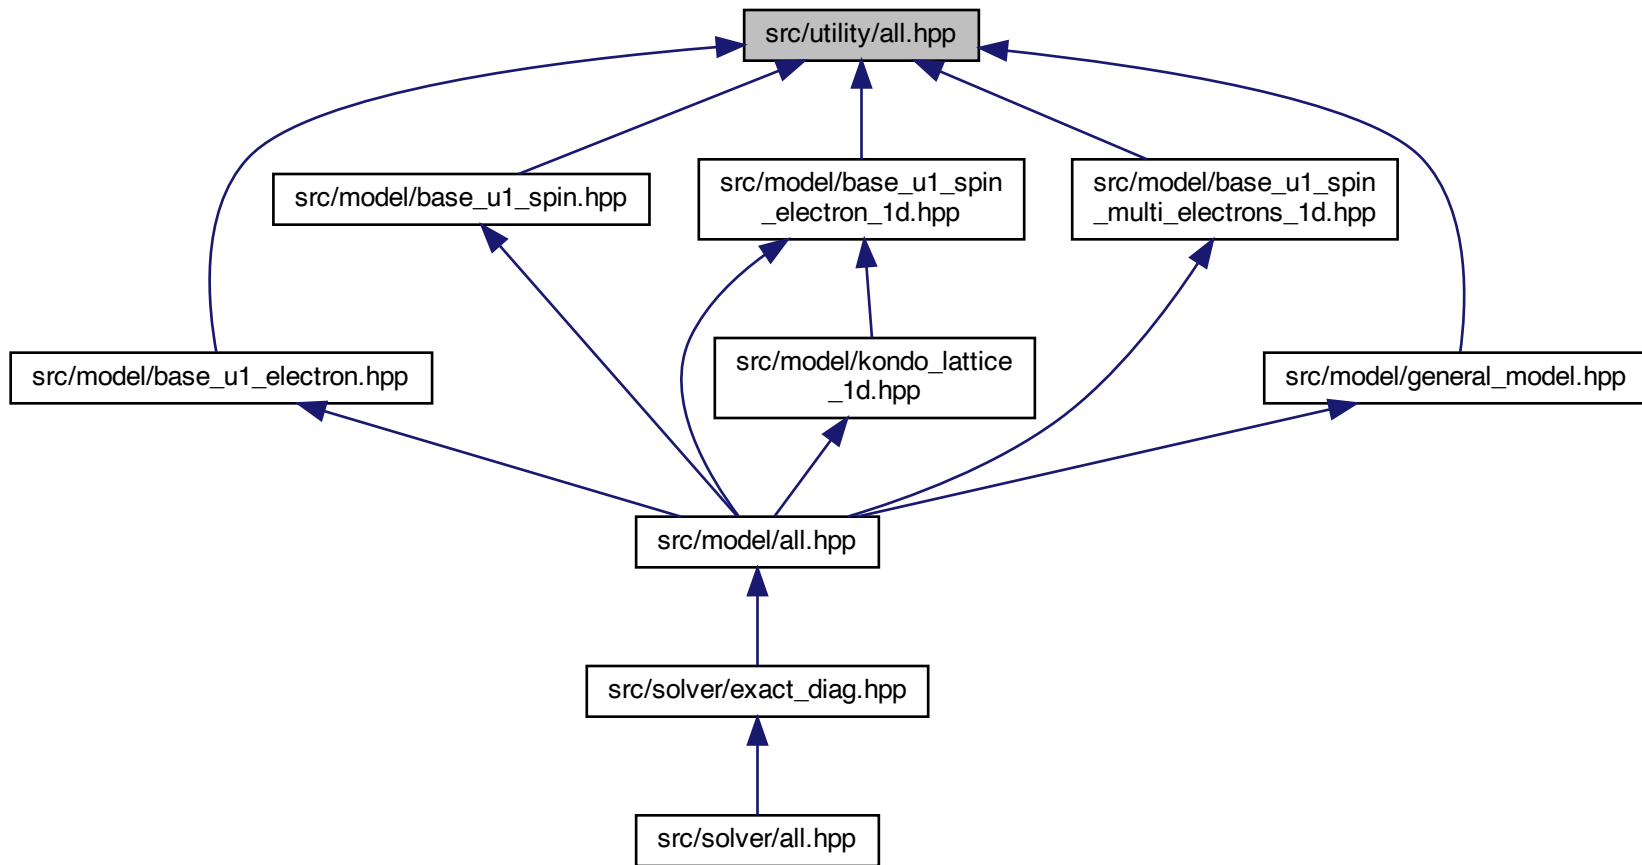 src/utility/all.hpp
src/model/base_u1_spin.hpp
src/model/base_u1_spin
_electron_1d.hpp
src/model/base_u1_spin
_multi_electrons_1d.hpp
src/model/base_u1_electron.hpp
src/model/kondo_lattice
_1d.hpp
src/model/general_model.hpp
src/model/all.hpp
src/solver/exact_diag.hpp
src/solver/all.hpp